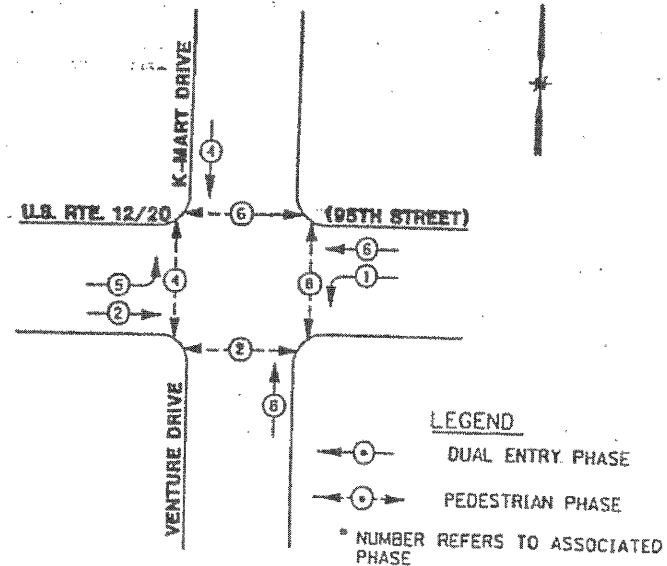 K-MART DRIVE
4
U.S. RTE. 12/20
6
(95TH STREET)
6
5
4
8
1
2
2
8
VENTURE DRIVE
LEGEND
* DUAL ENTRY PHASE
* PEDESTRIAN PHASE
* NUMBER REFERS TO ASSOCIATED
PHASE